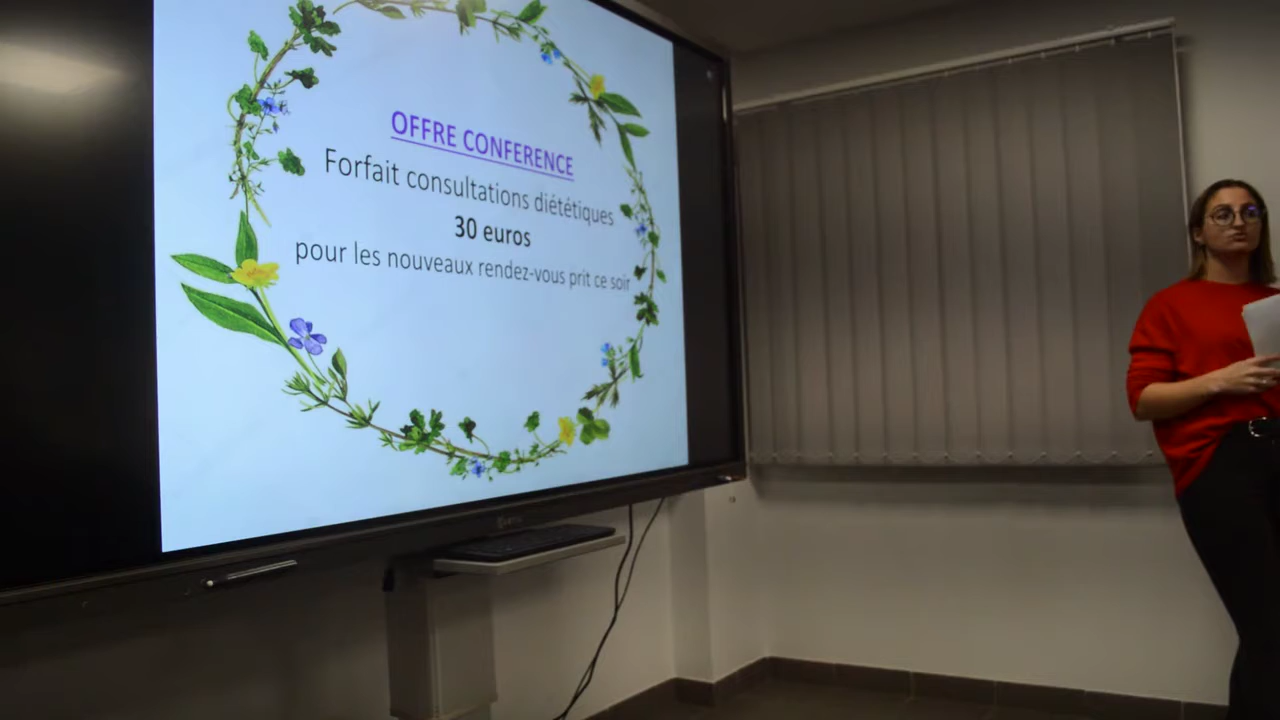 OFFRE CONFERENCE
Forfait consultations diététiques
30 euros
pour les nouveaux rendez-vous prit ce soir